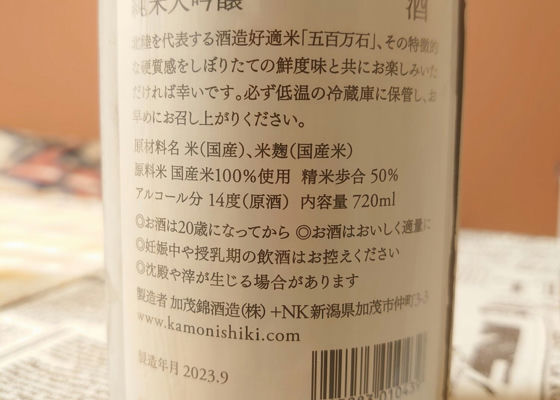 純米大吟醸 酒
北陸を代表する酒造好適米「五百万石」、その特徴的
な硬質感をしぼりたての鮮度味と共にお楽しみいた
だければ幸いです。必ず低温の冷蔵庫に保管し、お
早めにお召し上がりください。
原材料名 米(国産)、米麹(国産米)
原料米 国産米100%使用 精米歩合 50%
アルコール分 14度(原酒) 内容量 720ml
◎お酒は20歳になってから ◎お酒はおいしく適量に
◎妊娠中や授乳期の飲酒はお控えください
◎沈殿や滓が生じる場合があります
製造者 加茂錦酒造(株) +NK 新潟県加茂市仲町3-3
www.kamonishiki.com
製造年月 2023.9